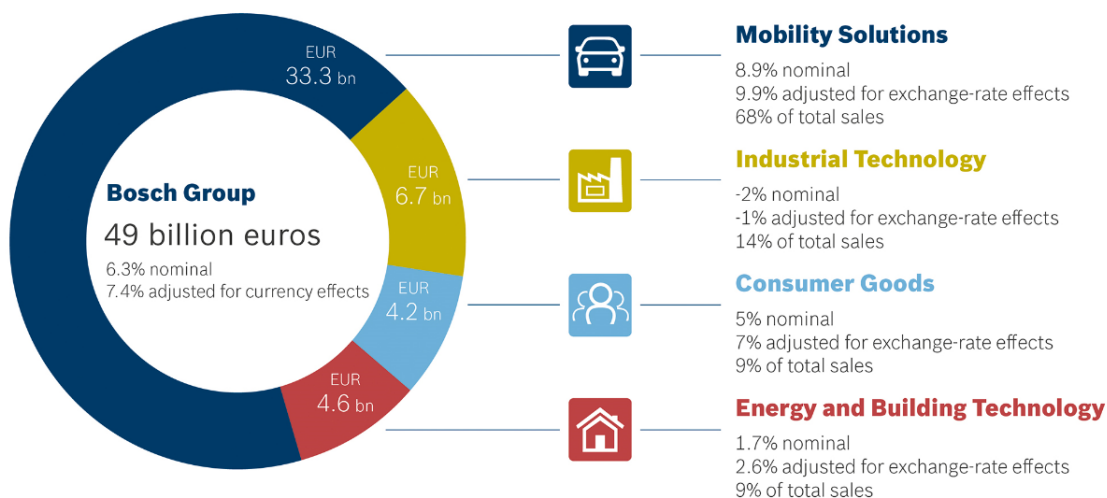 EUR
33.3 bn
EUR
6.7 bn
EUR
4.2 bn
EUR
4.6 bn
Bosch Group
49 billion euros
6.3% nominal
7.4% adjusted for currency effects
Mobility Solutions
8.9% nominal
9.9% adjusted for exchange-rate effects
68% of total sales
Industrial Technology
-2% nominal
-1% adjusted for exchange-rate effects
14% of total sales
Consumer Goods
5% nominal
7% adjusted for exchange-rate effects
9% of total sales
Energy and Building Technology
1.7% nominal
2.6% adjusted for exchange-rate effects
9% of total sales